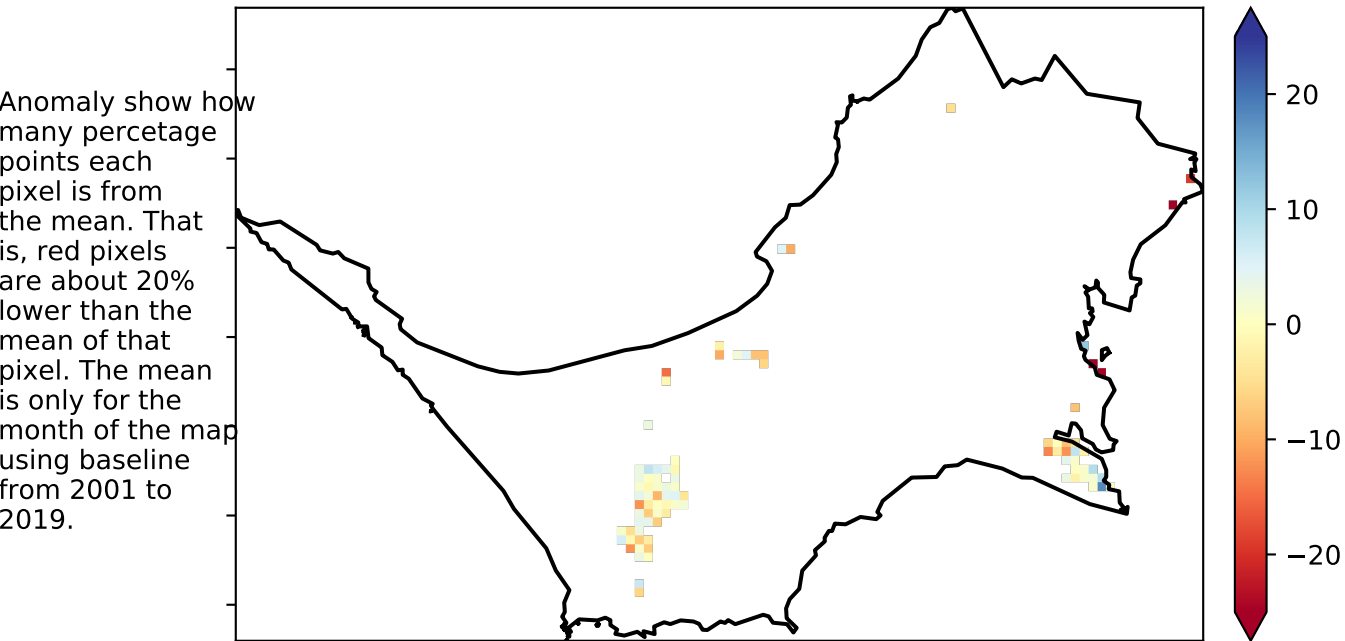 Anomaly show how
many percetage
points each
pixel is from
the mean. That
is, red pixels
are about 20%
lower than the
mean of that
pixel. The mean
is only for the
month of the map
using baseline
from 2001 to
2019.
20
10
0
−10
−20